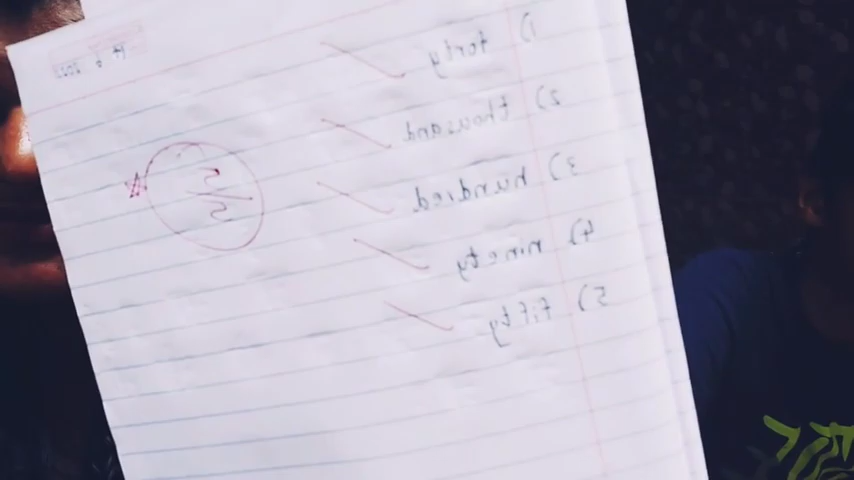 1) forty
2) thousand
3) hundred
4) ninety
5) fifty
5/5